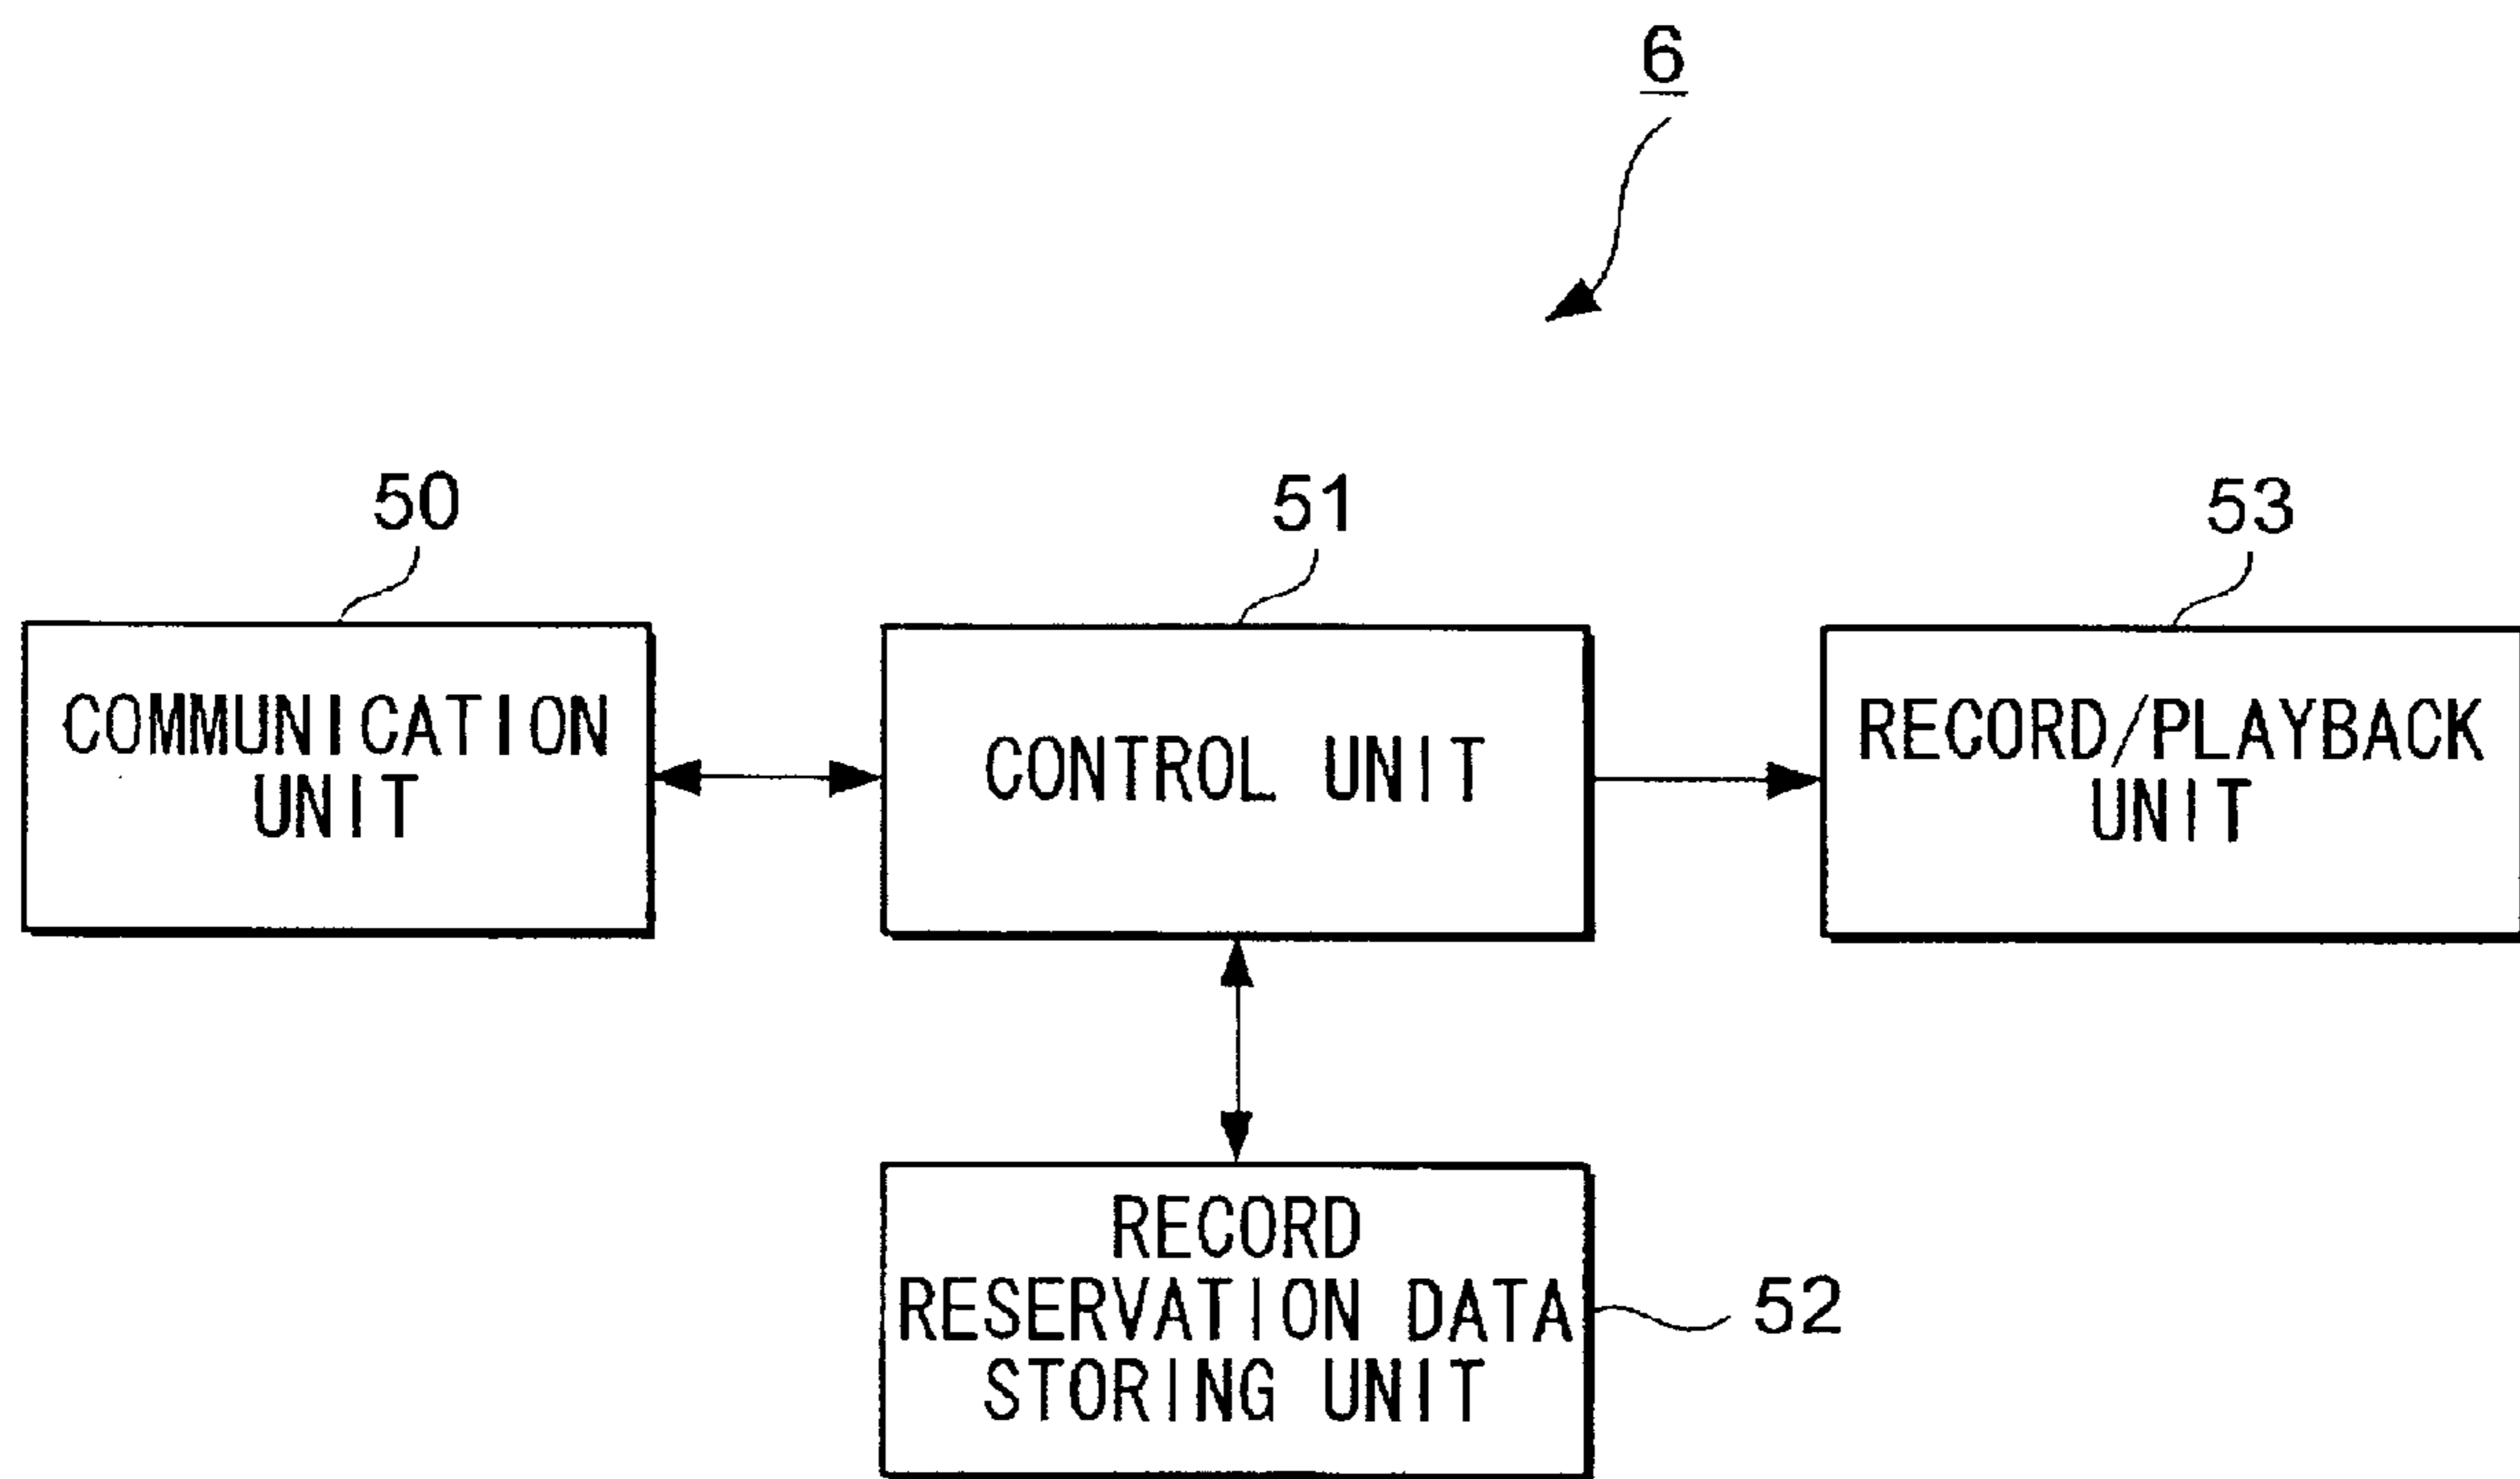 6
50
51
53
COMMUNICATION
UNIT
CONTROL UNIT
RECORD/PLAYBACK
UNIT
RECORD
RESERVATION DATA
STORING UNIT
52